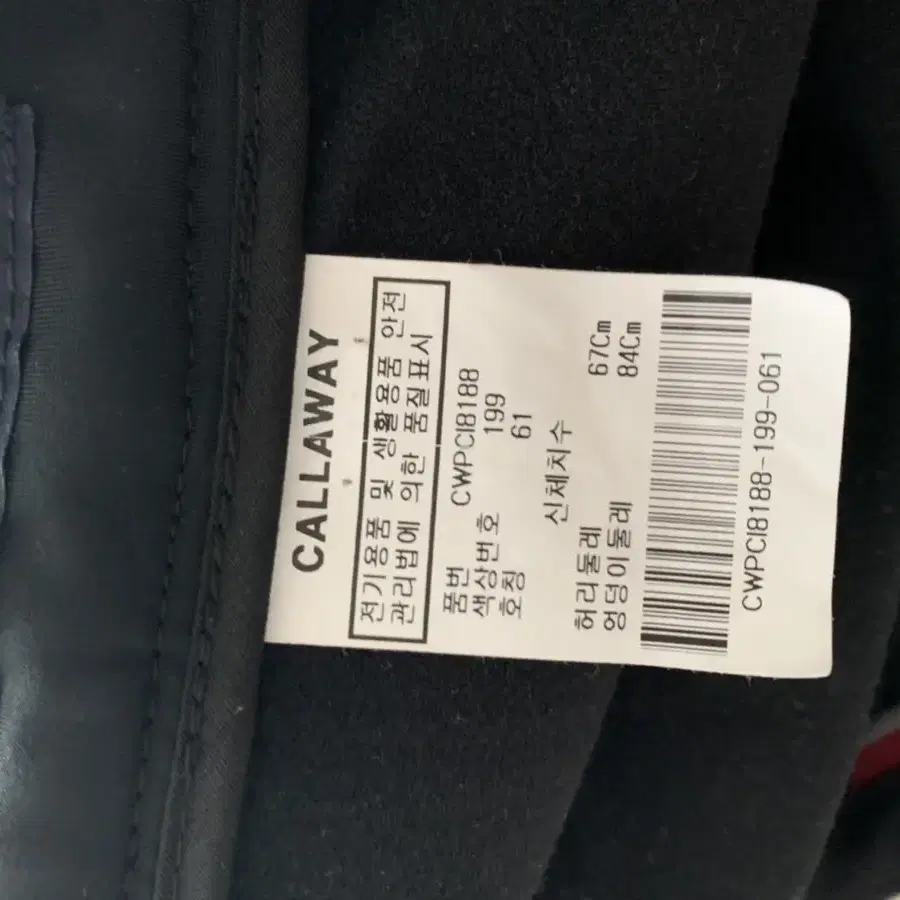 CALLAWAY
전기용품 및 생활용품 안전
관리법에 의한 품질표시
품번 CWPCI8188
색상번호 199
호칭 61
신체치수
허리둘레 67Cm
엉덩이둘레 84Cm
CWPCI8188-199-061